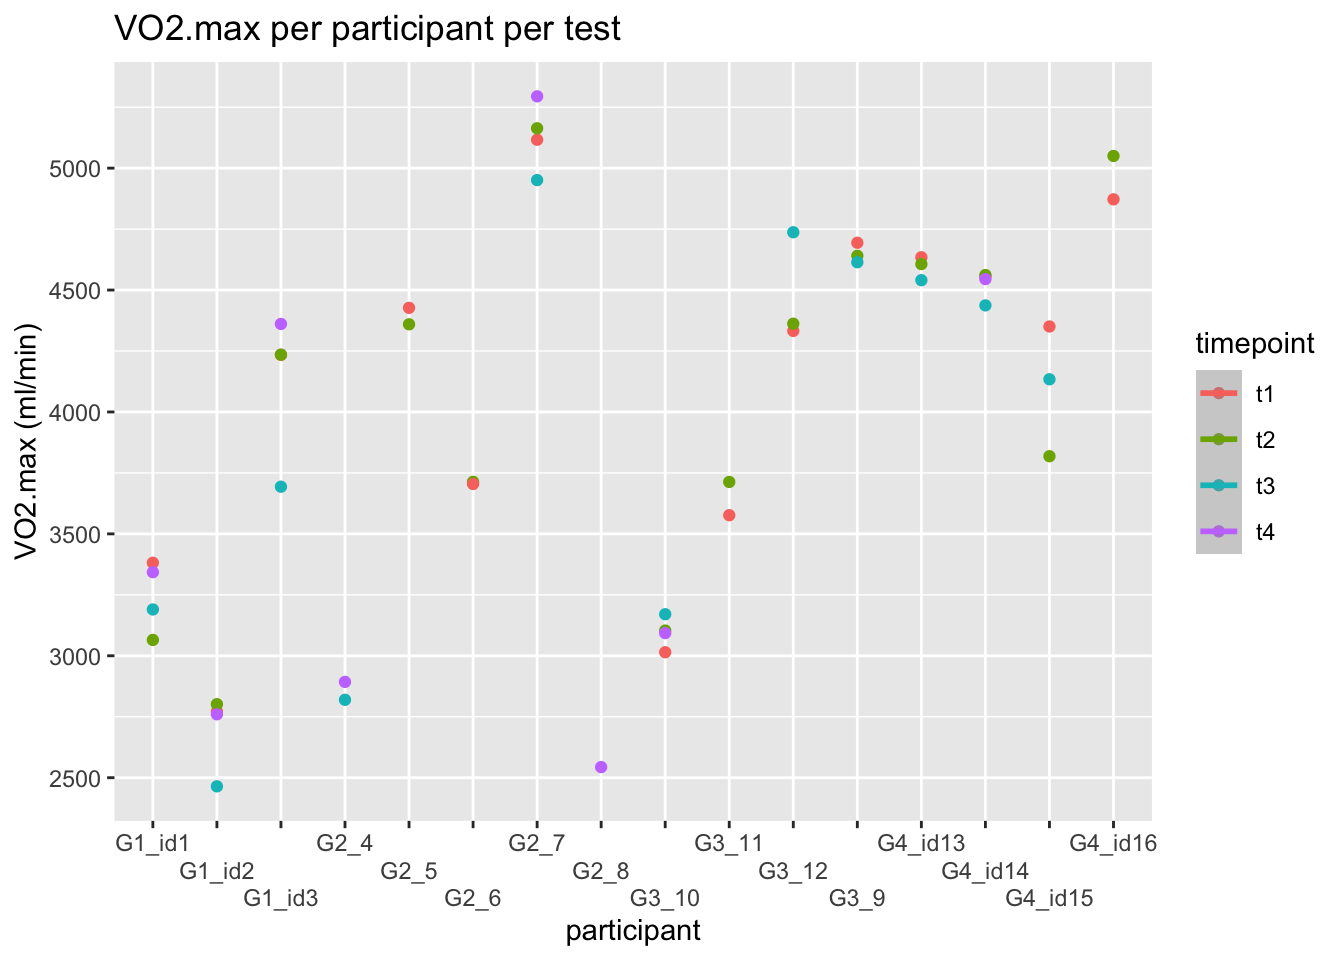 VO2.max per participant per test
VO2.max (ml/min)
5000
4500
4000
3500
3000
2500
G1_id1
G1_id2
G1_id3
G2_4
G2_5
G2_6
G2_7
G2_8
G3_10
G3_11
G3_12
G3_9
G4_id13
G4_id14
G4_id15
G4_id16
participant
timepoint
t1
t2
t3
t4